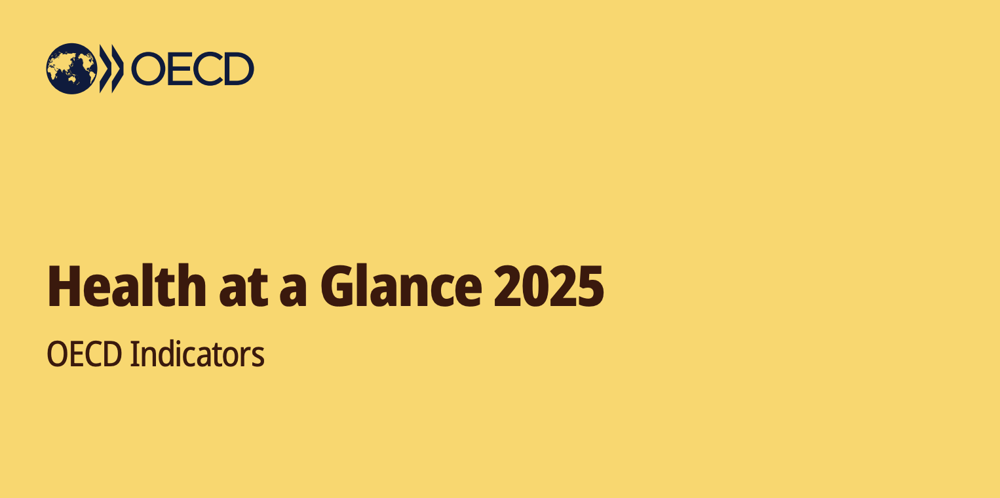 OECD
Health at a Glance 2025
OECD Indicators